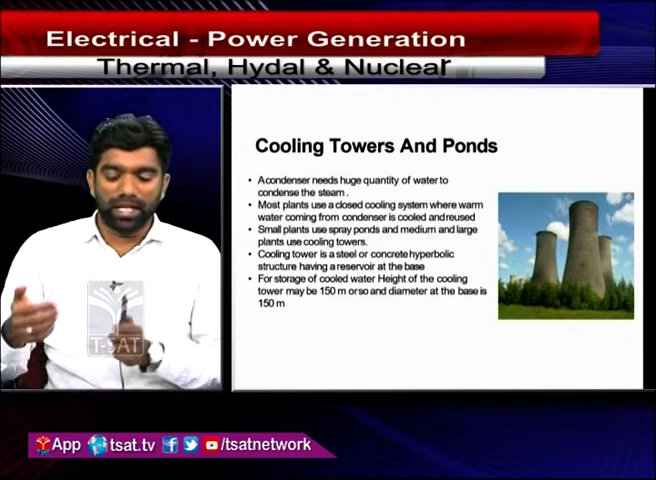 Electrical - Power Generation
Thermal, Hydal & Nuclear
Cooling Towers And Ponds
• A condenser needs huge quantity of water to
condense the steam .
• Most plants use a closed cooling system where warm
water coming from condenser is cooled and reused
• Small plants use spray ponds and medium and large
plants use cooling towers.
• Cooling tower is a steel or concrete hyperbolic
structure having a reservoir at the base
• For storage of cooled water Height of the cooling
tower may be 150 m or so and diameter at the base is
150 m
T-SAT
App tsat.tv /tsatnetwork